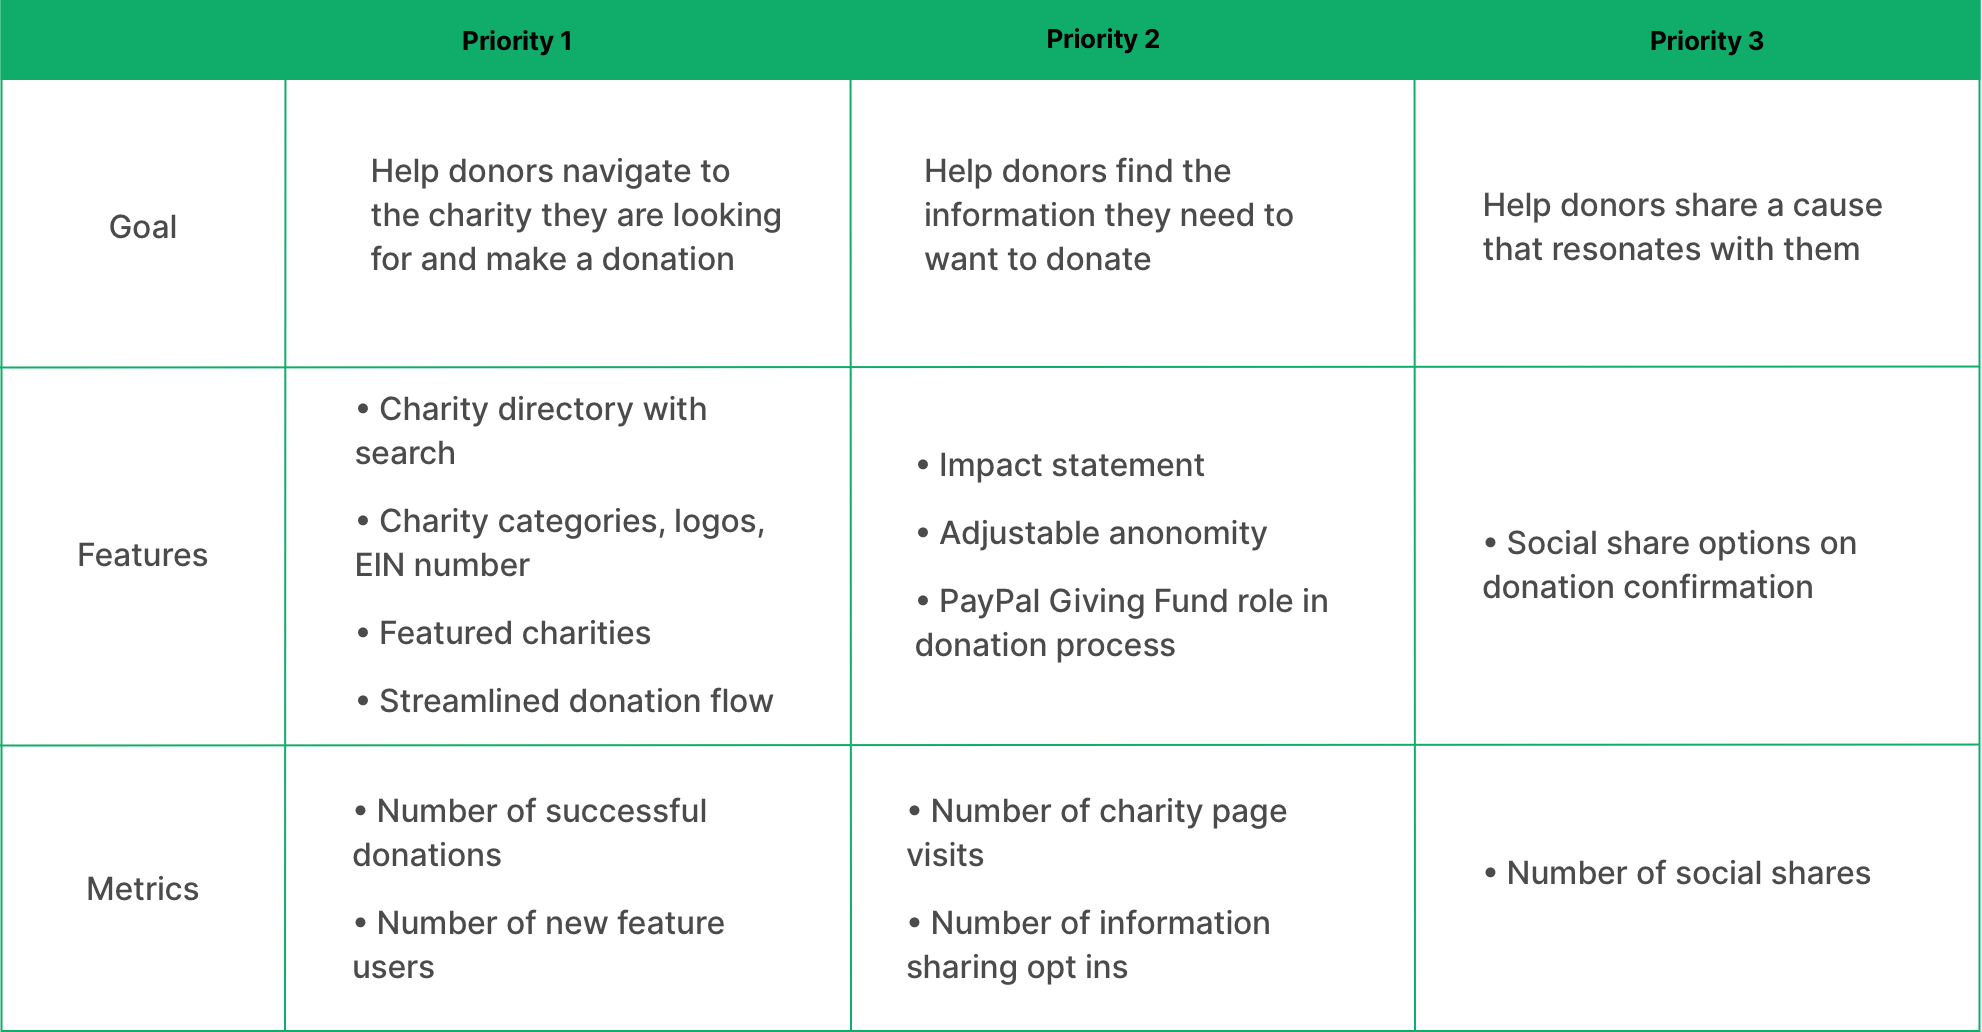 Priority 1
Priority 2
Priority 3
Goal
Help donors navigate to
the charity they are looking
for and make a donation
Help donors find the
information they need to
want to donate
Help donors share a cause
that resonates with them
Features
• Charity directory with
search
• Charity categories, logos,
EIN number
• Featured charities
• Streamlined donation flow
• Impact statement
• Adjustable anonomity
• PayPal Giving Fund role in
donation process
• Social share options on
donation confirmation
Metrics
• Number of successful
donations
• Number of new feature
users
• Number of charity page
visits
• Number of information
sharing opt ins
• Number of social shares